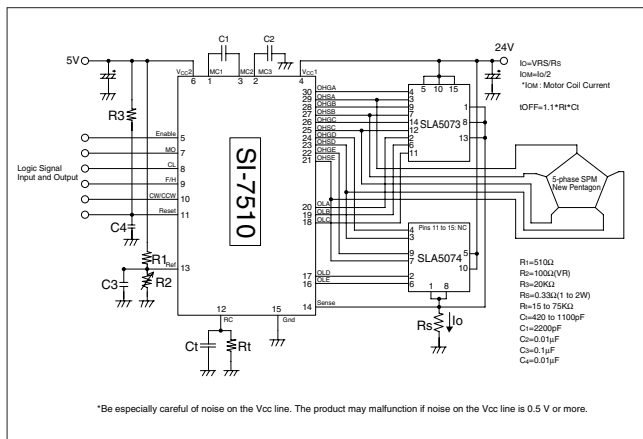 C1
C2
5V
24V
Vcc2
MC1
MC2
MC3
Vcc1
6
1
3
2
4
Io=VRS/RS
IOM=Io/2
*IOM : Motor Coil Current
tOFF=1.1*Rt*Ct
R3
Logic Signal
Input and Output
Enable 5
MO 7
CL 8
F/H 9
CW/CCW 10
Reset 11
C4
R1
Ref 13
C3
R2
SI-7510
30 OHGA 4
29 OHSA 3
28 OHGB 9
27 OHSB 7
26 OHGC 14
25 OHSC 12
24 OHGD 2
23 OHSD 6
22 OHGE 11
21 OHSE
5 10 15
SLA5073
1
8
13
20 OLA
19 OLB
18 OLC
5-phase SPM
New Pentagon
Pins 11 to 15: NC
4
3
9
7
SLA5074
5
10
17 OLD 2
16 OLE 6
1 8
14 Sense
12
RC
15
Gnd
Ct
Rt
Rs
Io
R1=510Ω
R2=100Ω(VR)
R3=20KΩ
RS=0.33Ω(1 to 2W)
Rt=15 to 75KΩ
Ct=420 to 1100pF
C1=2200pF
C2=0.01μF
C3=0.1μF
C4=0.01μF
*Be especially careful of noise on the Vcc line. The product may malfunction if noise on the Vcc line is 0.5 V or more.